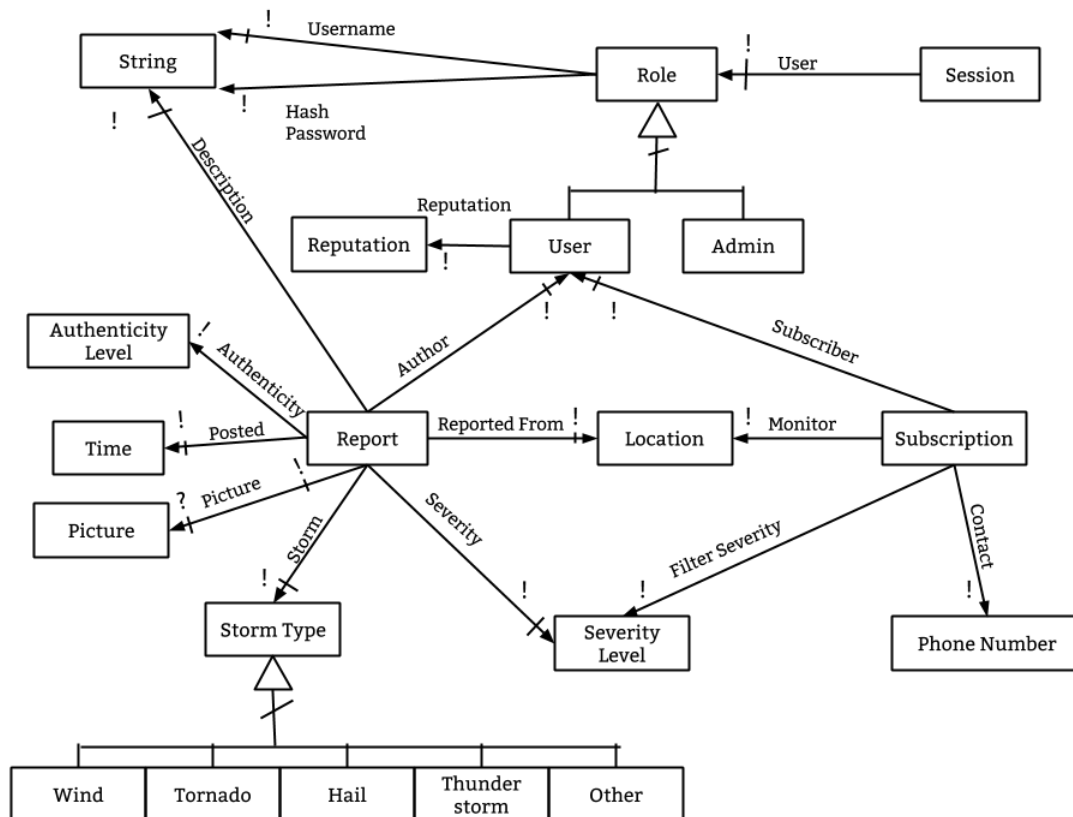 !
Username
!
String
Role
User
Session
!
!
Hash
Password
Description
Reputation
Reputation
User
Admin
!
!
!
Authenticity
Level
!
Authenticity
Author
Subscriber
!
Posted
Time
Report
Reported From
!
Location
!
Monitor
Subscription
?
Picture
!
Picture
Storm
Severity
Filter Severity
Contact
!
!
!
!
Storm Type
Severity
Level
Phone Number
Wind
Tornado
Hail
Thunder
storm
Other